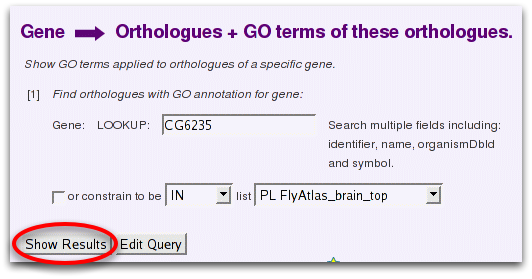 Gene Orthologues + GO terms of these orthologues.
Show GO terms applied to orthologues of a specific gene.
[1] Find orthologues with GO annotation for gene:
Gene: LOOKUP: CG6235 Search multiple fields including:
identifier, name, organismDbId
and symbol.
or constrain to be IN list PL FlyAtlas_brain_top
Show Results Edit Query